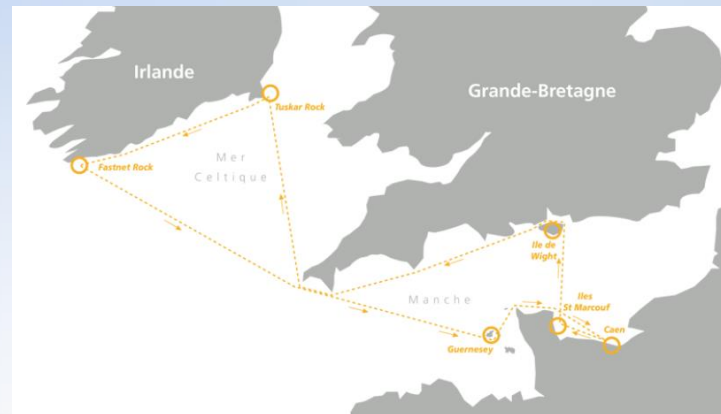 Irlande
Grande-Bretagne
Tuskar Rock
Mer
Celtique
Fastnet Rock
Ile de
Wight
Manche
Iles
St Marcouf
Caen
Guernesey